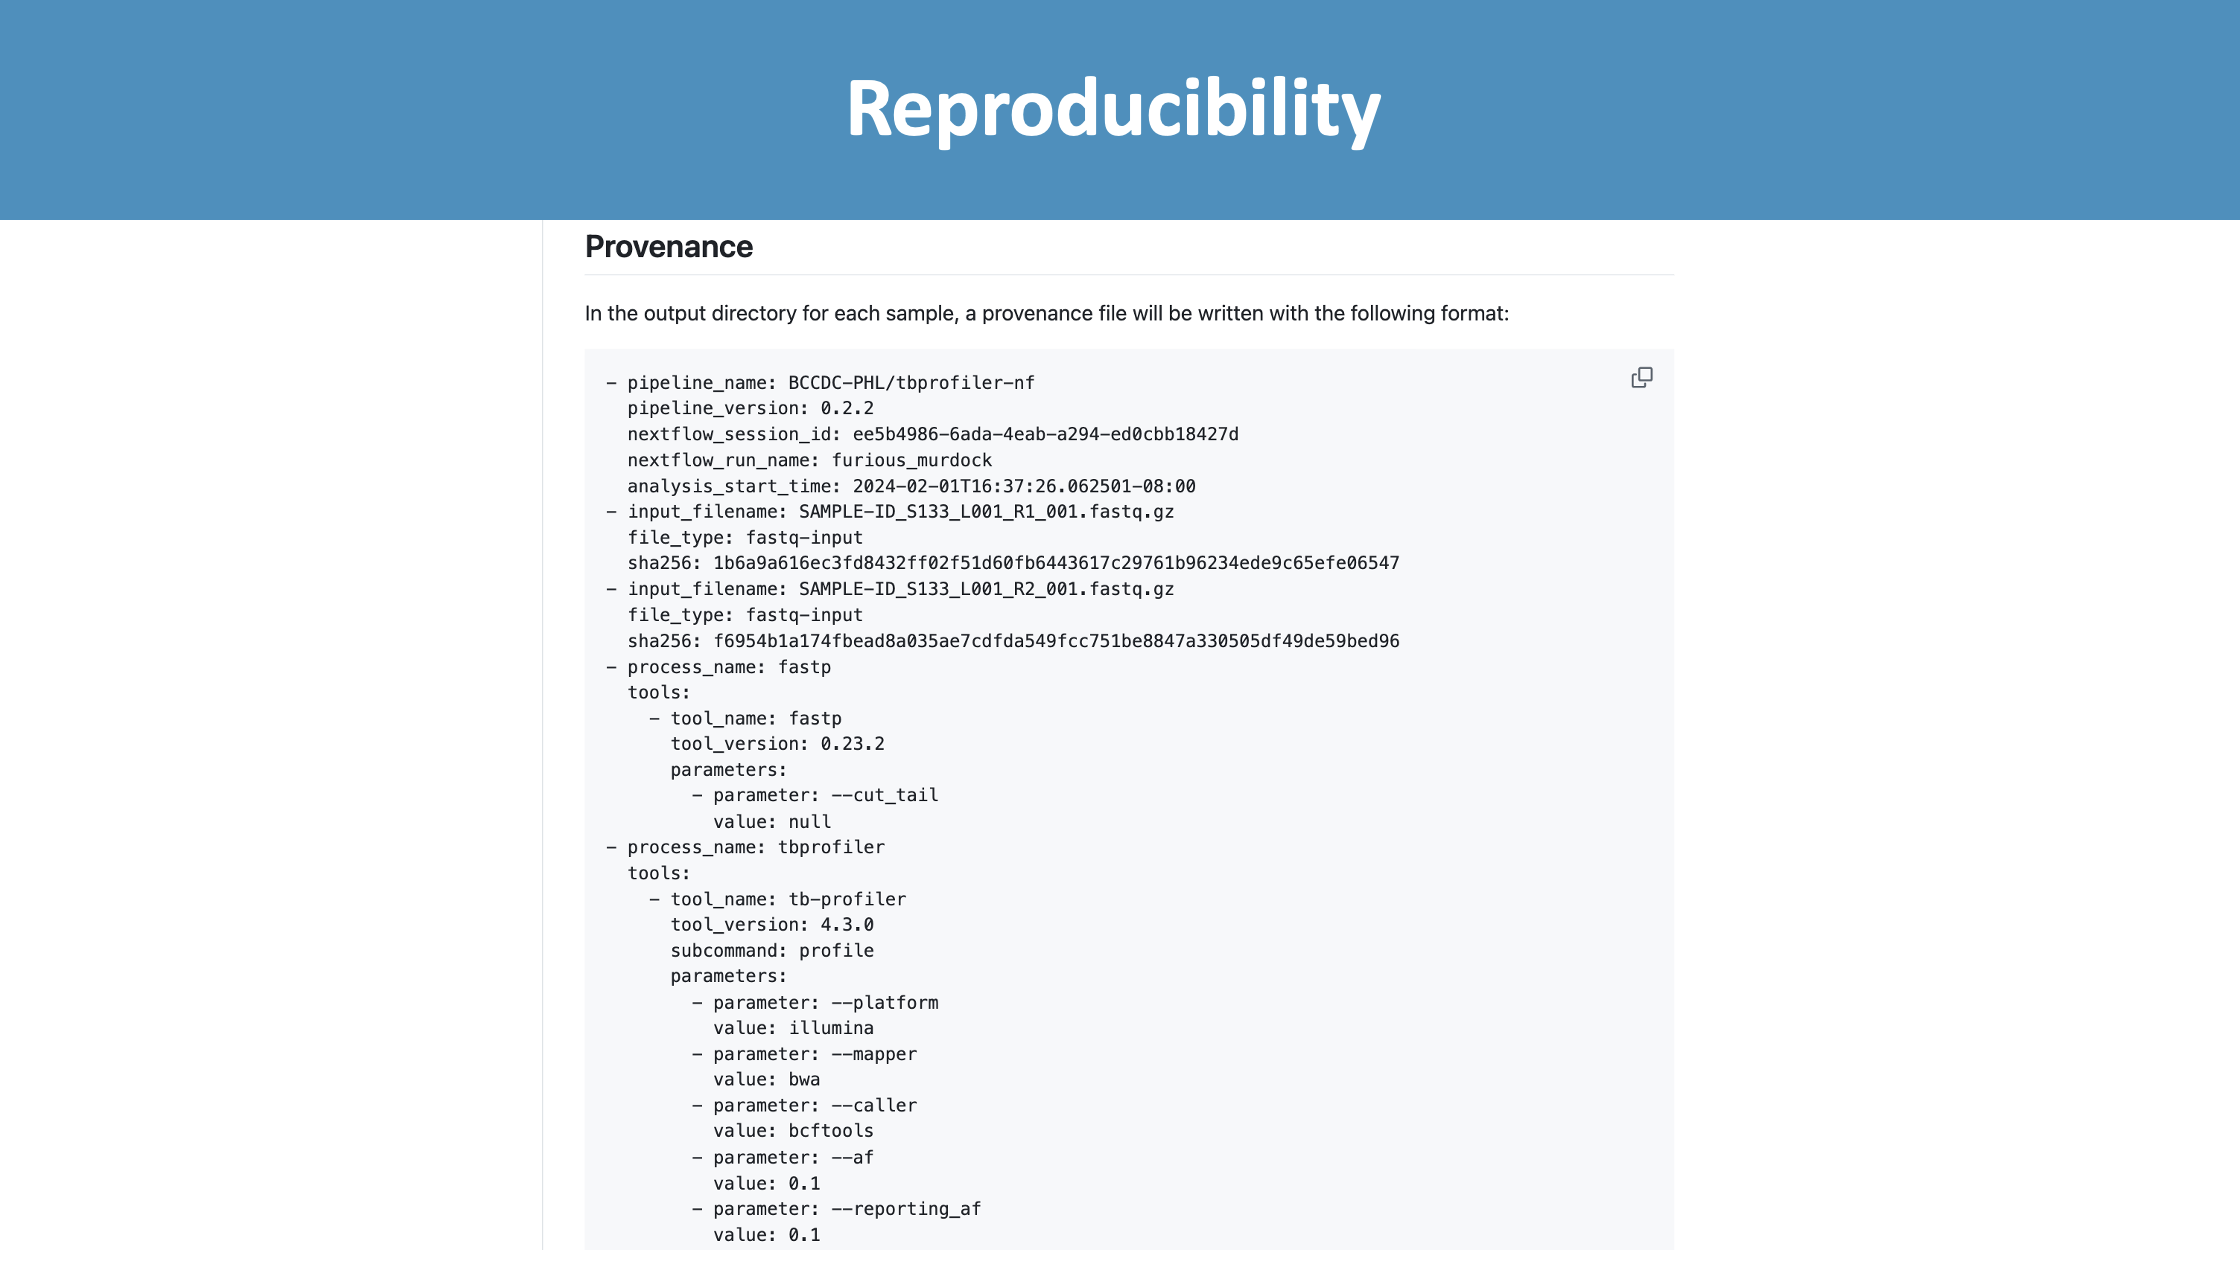 Reproducibility
Provenance
In the output directory for each sample, a provenance file will be written with the following format:
- pipeline_name: BCCDC-PHL/tbprofiler-nf
  pipeline_version: 0.2.2
  nextflow_session_id: ee5b4986-6ada-4eab-a294-ed0cbb18427d
  nextflow_run_name: furious_murdock
  analysis_start_time: 2024-02-01T16:37:26.062501-08:00
- input_filename: SAMPLE-ID_S133_L001_R1_001.fastq.gz
  file_type: fastq-input
  sha256: 1b6a9a616ec3fd8432ff02f51d60fb6443617c29761b96234ede9c65efe06547
- input_filename: SAMPLE-ID_S133_L001_R2_001.fastq.gz
  file_type: fastq-input
  sha256: f6954b1a174fbead8a035ae7cdfda549fcc751be8847a330505df49de59bed96
- process_name: fastp
  tools:
    - tool_name: fastp
      tool_version: 0.23.2
      parameters:
        - parameter: --cut_tail
          value: null
- process_name: tbprofiler
  tools:
    - tool_name: tb-profiler
      tool_version: 4.3.0
      subcommand: profile
      parameters:
        - parameter: --platform
          value: illumina
        - parameter: --mapper
          value: bwa
        - parameter: --caller
          value: bcftools
        - parameter: --af
          value: 0.1
        - parameter: --reporting_af
          value: 0.1